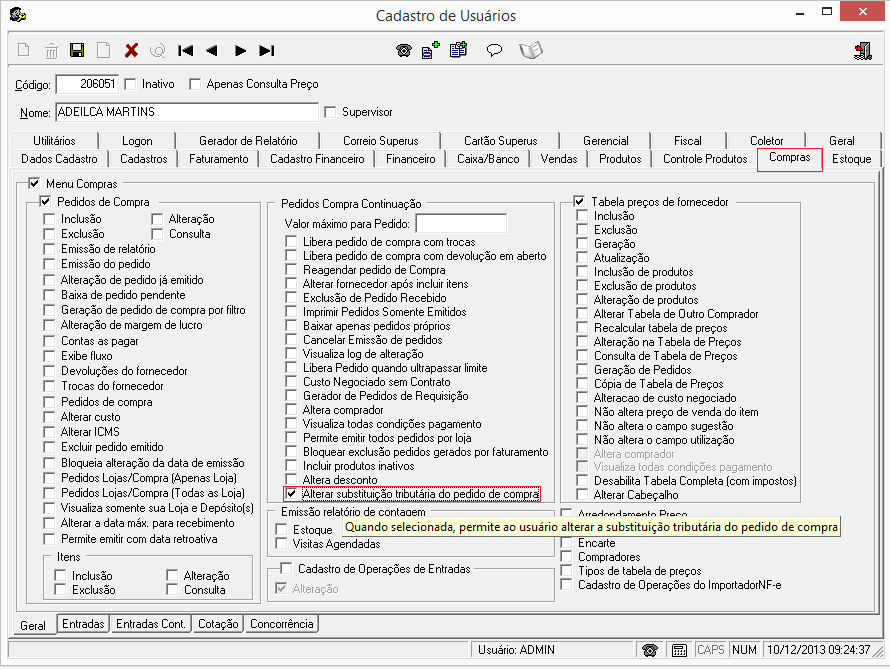 Cadastro de Usuários
Código: 206051 Inativo Apenas Consulta Preço
Nome: ADEILCA MARTINS Supervisor
Utilitários Logon Gerador de Relatório Correio Superus Cartão Superus Gerencial Fiscal Coletor Geral
Dados Cadastro Cadastros Faturamento Cadastro Financeiro Financeiro Caixa/Banco Vendas Produtos Controle Produtos Compras Estoque
Menu Compras
Pedidos de Compra
Inclusão Alteração
Exclusão Consulta
Emissão de relatório
Emissão do pedido
Alteração de pedido já emitido
Baixa de pedido pendente
Geração de pedido de compra por filtro
Alteração de margem de lucro
Contas as pagar
Exibe fluxo
Devoluções do fornecedor
Trocas do fornecedor
Pedidos de compra
Alterar custo
Alterar ICMS
Excluir pedido emitido
Bloqueia alteração da data de emissão
Pedidos Lojas/Compra (Apenas Loja)
Pedidos Lojas/Compra (Todas as Loja)
Visualiza somente sua Loja e Depósito(s)
Alterar a data máx. para recebimento
Permite emitir com data retroativa
Itens
Inclusão Alteração
Exclusão Consulta
Pedidos Compra Continuação
Valor máximo para Pedido:
Libera pedido de compra com trocas
Libera pedido de compra com devolução em aberto
Reagendar pedido de Compra
Alterar fornecedor após incluir itens
Exclusão de Pedido Recebido
Imprimir Pedidos Somente Emitidos
Baixar apenas pedidos próprios
Cancelar Emissão de pedidos
Visualiza log de alteração
Libera Pedido quando ultrapassar limite
Custo Negociado sem Contrato
Gerador de Pedidos de Requisição
Altera comprador
Visualiza todas condições pagamento
Permite emitir todos pedidos por loja
Bloquear exclusão pedidos gerados por faturamento
Incluir produtos inativos
Altera desconto
Alterar substituição tributária do pedido de compra
Emissão relatório de contagem
Estoque
Quando selecionada, permite ao usuário alterar a substituição tributária do pedido de compra
Visitas Agendadas
Cadastro de Operações de Entradas
Alteração
Tabela preços de fornecedor
Inclusão
Exclusão
Geração
Atualização
Inclusão de produtos
Exclusão de produtos
Alteração de produtos
Alterar Tabela de Outro Comprador
Recalcular tabela de preços
Alteração na Tabela de Preços
Consulta de Tabela de Preços
Geração de Pedidos
Cópia de Tabela de Preços
Alteracao de custo negociado
Não altera preço de venda do item
Não altera o campo sugestão
Não altera o campo utilização
Altera comprador
Visualiza todas condições pagamento
Desabilita Tabela Completa (com impostos)
Alterar Cabeçalho
Arredondamento Preço
Encarte
Compradores
Tipos de tabela de preços
Cadastro de Operações do ImportadorNF-e
Geral Entradas Entradas Cont. Cotação Concorrência
Usuário: ADMIN CAPS NUM 10/12/2013 09:24:37